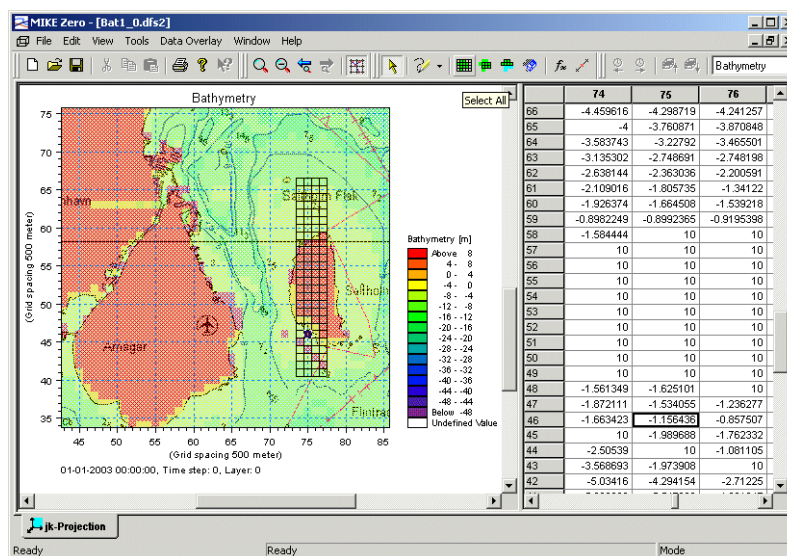 MIKE Zero - [Bat1_0.dfs2]
File Edit View Tools Data Overlay Window Help
Bathymetry
Select All
Bathymetry
75
70
65
60
55
50
45
40
35
45 50 55 60 65 70 75 80 85
(Grid spacing 500 meter)
(Grid spacing 500 meter)
Amager
01-01-2003 00:00:00, Time step: 0, Layer: 0
Bathymetry [m]
Above 8
4 - 8
0 - 4
-4 - 0
-8 - -4
-12 - -8
-16 - -12
-20 - -16
-24 - -20
-28 - -24
-32 - -28
-36 - -32
-40 - -36
-44 - -40
-48 - -44
Below -48
Undefined Value
74 75 76
66 -4.459616 -4.298719 -4.241257
65 -4 -3.760871 -3.870848
64 -3.583743 -3.22792 -3.465501
63 -3.135302 -2.748691 -2.748198
62 -2.638144 -2.363036 -2.200591
61 -2.109016 -1.805735 -1.34122
60 -1.926374 -1.664508 -1.539218
59 -0.8982249 -0.8992365 -0.9195398
58 -1.584444 10 10
57 10 10 10
56 10 10 10
55 10 10 10
54 10 10 10
53 10 10 10
52 10 10 10
51 10 10 10
50 10 10 10
49 10 10 10
48 -1.561349 -1.625101 10
47 -1.872111 -1.534055 -1.236277
46 -1.663423 -1.156436 -0.857507
45 10 -1.989688 -1.762332
44 -2.50539 10 -1.081105
43 -3.568693 -1.973908 10
42 -5.03416 -4.294154 -2.71225
jk-Projection
Ready Ready Mode